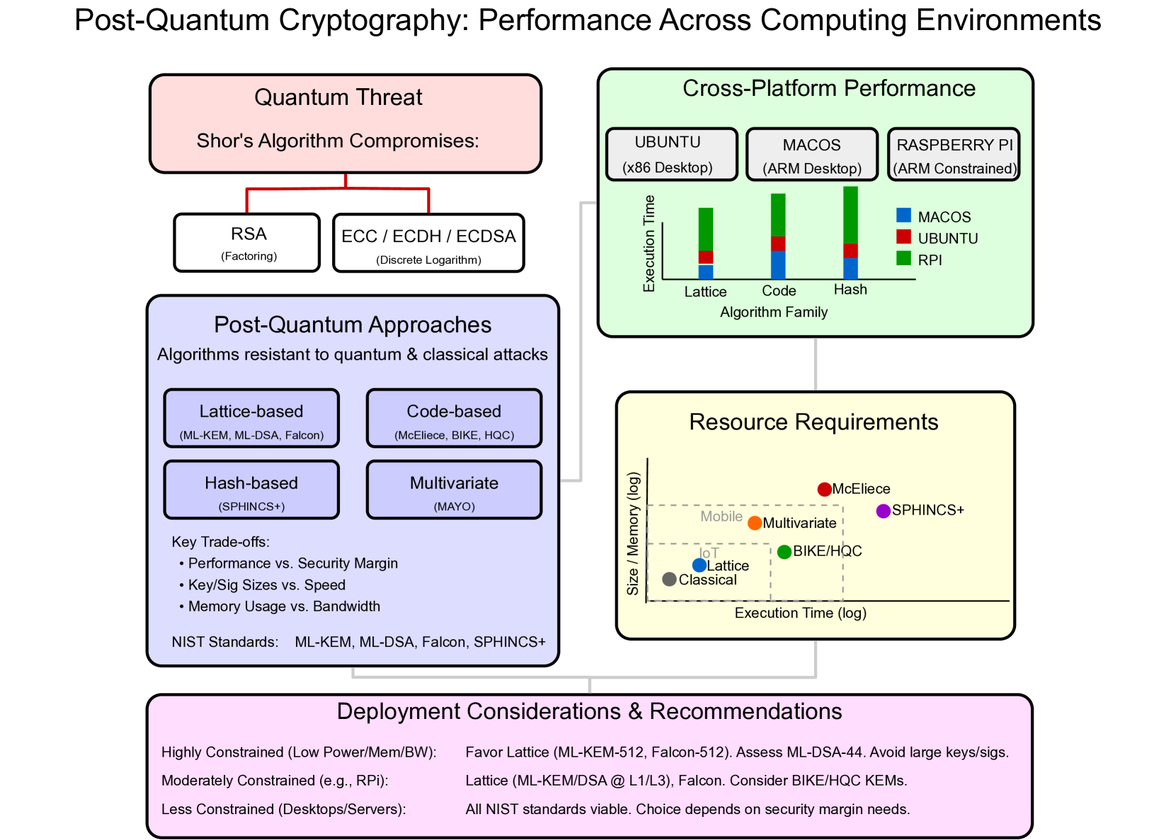 Post-Quantum Cryptography: Performance Across Computing Environments
Quantum Threat
Shor's Algorithm Compromises:
RSA
(Factoring)
ECC / ECDH / ECDSA
(Discrete Logarithm)
Post-Quantum Approaches
Algorithms resistant to quantum & classical attacks
Lattice-based
(ML-KEM, ML-DSA, Falcon)
Code-based
(McEliece, BIKE, HQC)
Hash-based
(SPHINCS+)
Multivariate
(MAYO)
Key Trade-offs:
• Performance vs. Security Margin
• Key/Sig Sizes vs. Speed
• Memory Usage vs. Bandwidth
NIST Standards: ML-KEM, ML-DSA, Falcon, SPHINCS+
Cross-Platform Performance
UBUNTU
(x86 Desktop)
MACOS
(ARM Desktop)
RASPBERRY PI
(ARM Constrained)
Execution Time
MACOS
UBUNTU
RPI
Lattice
Code
Hash
Algorithm Family
Resource Requirements
Size / Memory (log)
McEliece
SPHINCS+
Mobile
Multivariate
IoT
BIKE/HQC
Lattice
Classical
Execution Time (log)
Deployment Considerations & Recommendations
Highly Constrained (Low Power/Mem/BW): Favor Lattice (ML-KEM-512, Falcon-512). Assess ML-DSA-44. Avoid large keys/sigs.
Moderately Constrained (e.g., RPi): Lattice (ML-KEM/DSA @ L1/L3), Falcon. Consider BIKE/HQC KEMs.
Less Constrained (Desktops/Servers): All NIST standards viable. Choice depends on security margin needs.